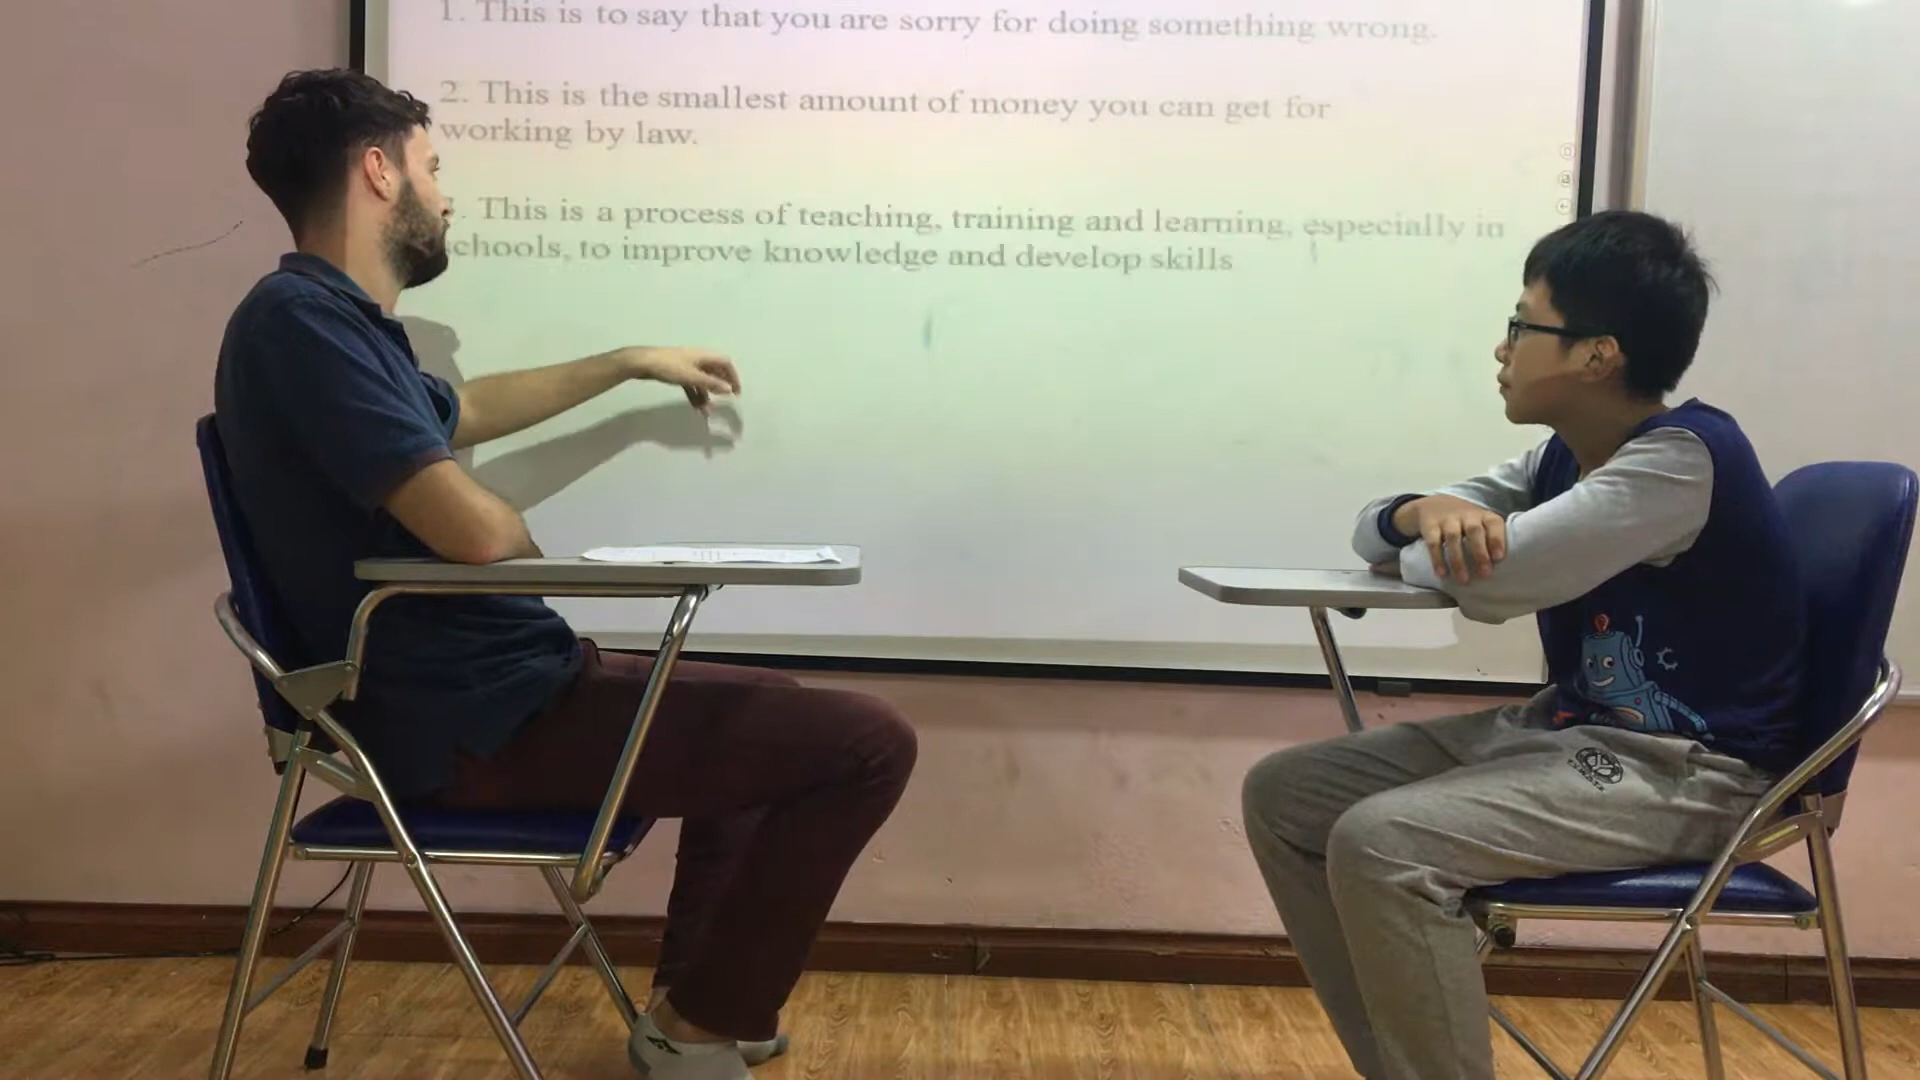 1. This is to say that you are sorry for doing something wrong.
2. This is the smallest amount of money you can get for
working by law.
. This is a process of teaching, training and learning, especially in
schools, to improve knowledge and develop skills